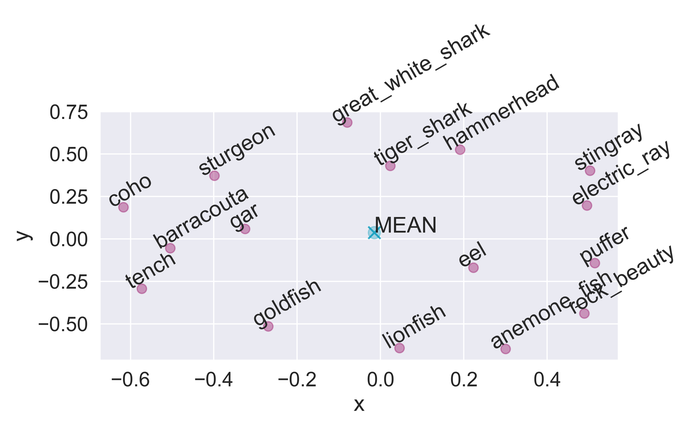 great_white_shark
0.75
tiger_shark
hammerhead
0.50
sturgeon
stingray
electric_ray
0.25
coho
barracouta
gar
MEAN
0.00
y
tench
eel
puffer
−0.25
goldfish
rock_beauty
anemone_fish
lionfish
−0.50
−0.6 −0.4 −0.2 0.0 0.2 0.4
x